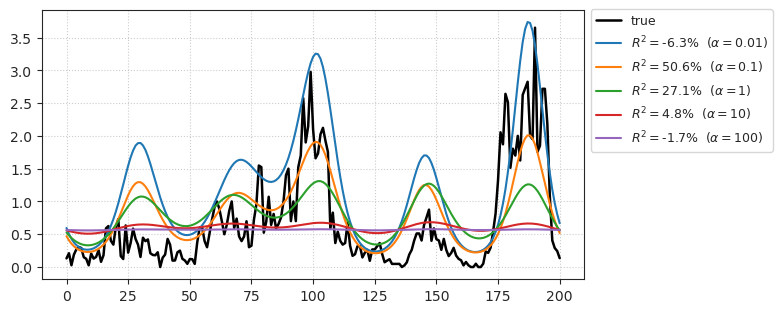 true
R² = -6.3% (α = 0.01)
R² = 50.6% (α = 0.1)
R² = 27.1% (α = 1)
R² = 4.8% (α = 10)
R² = -1.7% (α = 100)
3.5
3.0
2.5
2.0
1.5
1.0
0.5
0.0
0 25 50 75 100 125 150 175 200